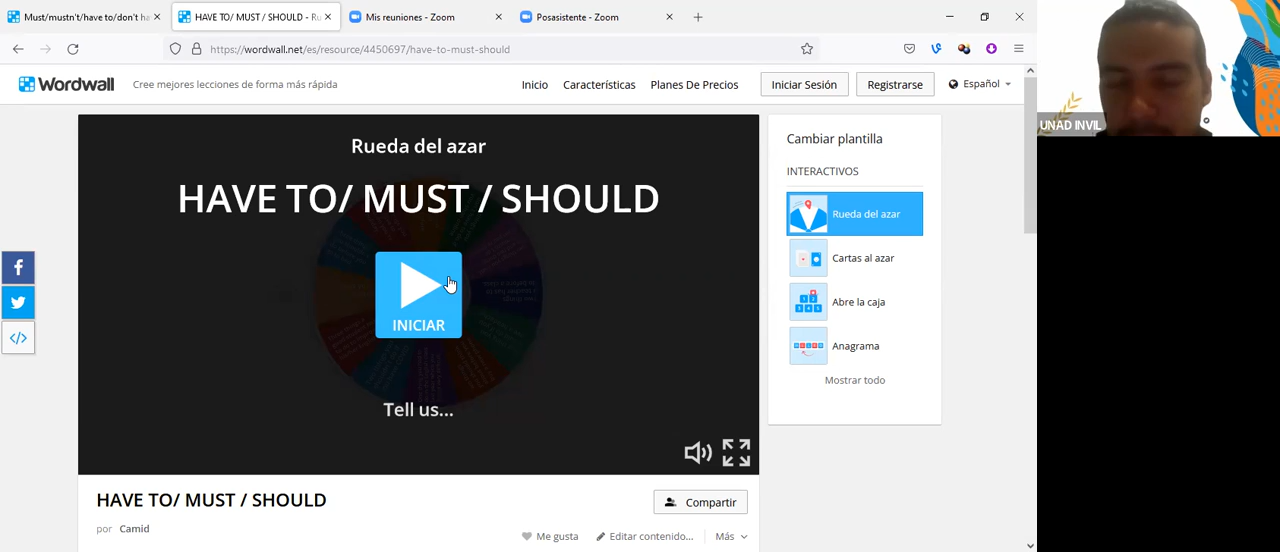 Must/mustn't/have to/don't ha
HAVE TO/ MUST / SHOULD - Ru
Mis reuniones - Zoom
Posasistente - Zoom
https://wordwall.net/es/resource/4450697/have-to-must-should
Wordwall
Cree mejores lecciones de forma más rápida
Inicio
Características
Planes De Precios
Iniciar Sesión
Registrarse
Español
UNAD INVIL
Rueda del azar
HAVE TO/ MUST / SHOULD
INICIAR
Tell us...
Cambiar plantilla
INTERACTIVOS
Rueda del azar
Cartas al azar
Abre la caja
Anagrama
Mostrar todo
HAVE TO/ MUST / SHOULD
Compartir
por Camid
Me gusta
Editar contenido...
Más